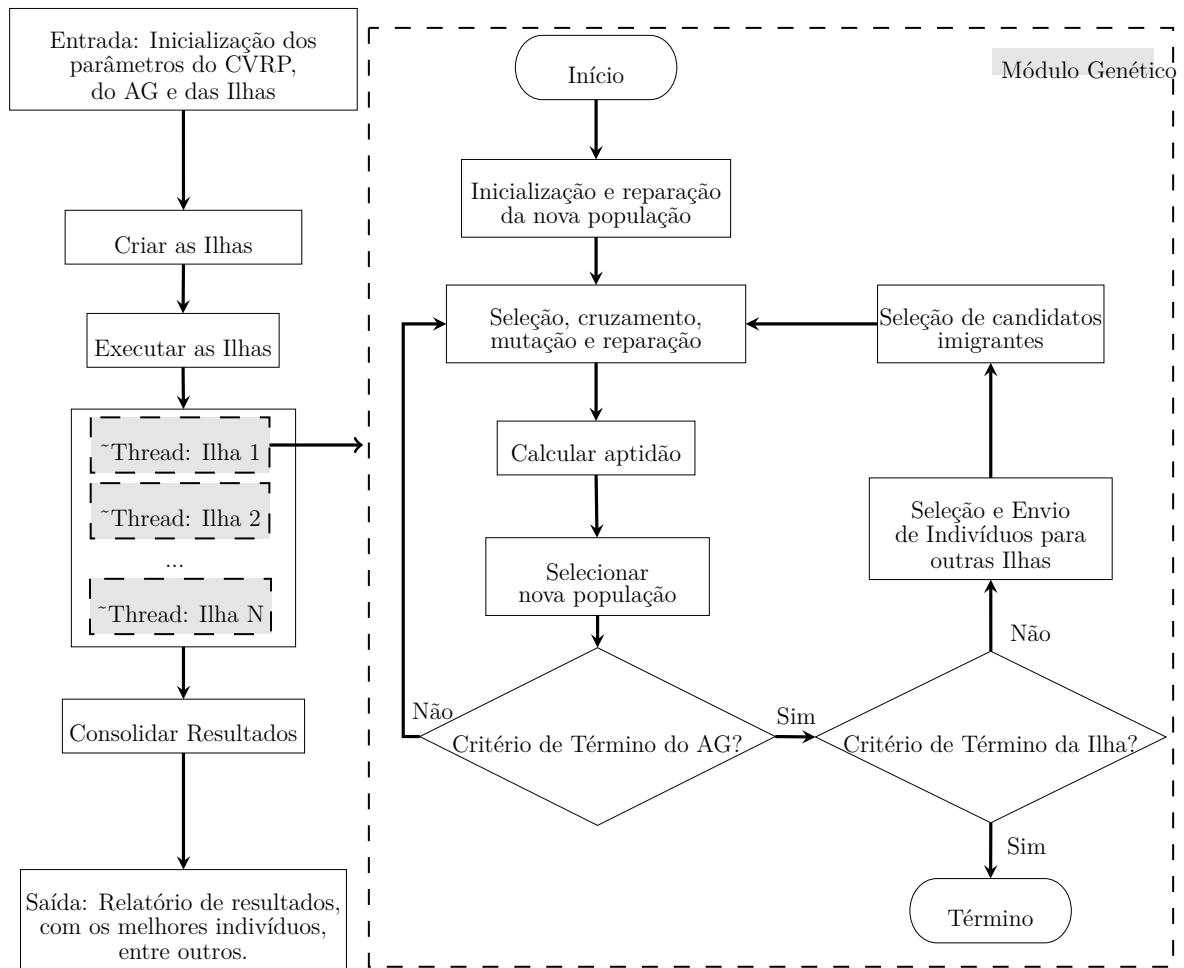 Entrada: Inicialização dos
parâmetros do CVRP,
do AG e das Ilhas
Criar as Ilhas
Executar as Ilhas
~Thread: Ilha 1
~Thread: Ilha 2
...
~Thread: Ilha N
Consolidar Resultados
Saída: Relatório de resultados,
com os melhores indivíduos,
entre outros.
Módulo Genético
Início
Inicialização e reparação
da nova população
Seleção, cruzamento,
mutação e reparação
Calcular aptidão
Selecionar
nova população
Não
Critério de Término do AG?
Sim
Critério de Término da Ilha?
Não
Seleção e Envio
de Indivíduos para
outras Ilhas
Seleção de candidatos
imigrantes
Sim
Término